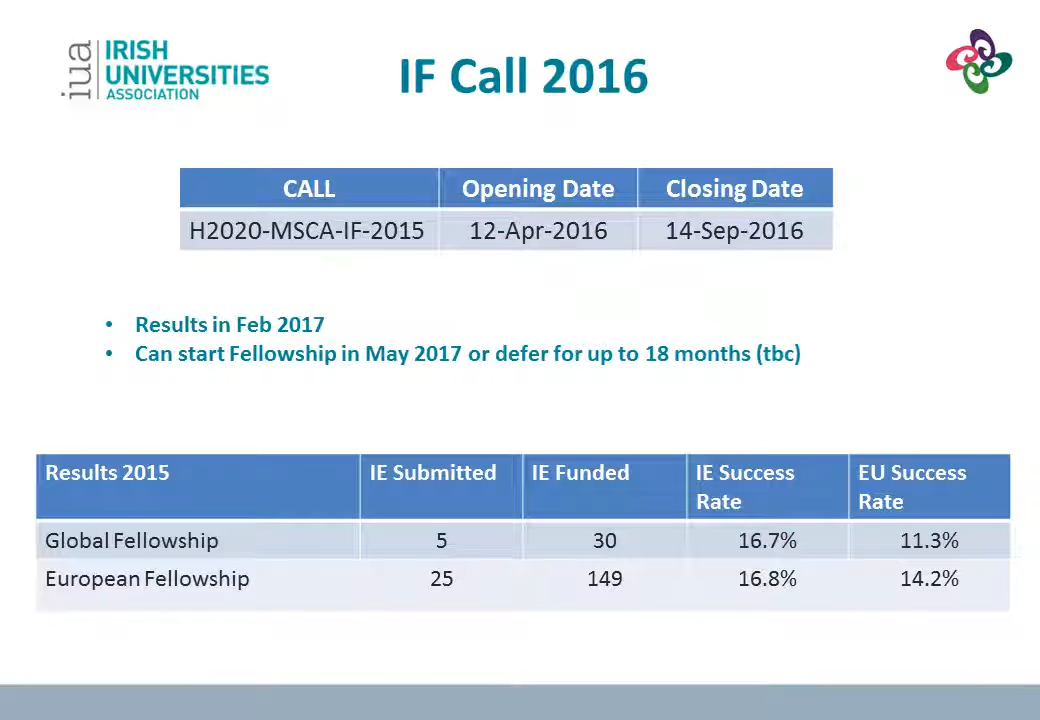 iua
IRISH
UNIVERSITIES
ASSOCIATION
IF Call 2016
CALL Opening Date Closing Date
H2020-MSCA-IF-2015 12-Apr-2016 14-Sep-2016
• Results in Feb 2017
• Can start Fellowship in May 2017 or defer for up to 18 months (tbc)
Results 2015 IE Submitted IE Funded IE Success Rate EU Success Rate
Global Fellowship 5 30 16.7% 11.3%
European Fellowship 25 149 16.8% 14.2%